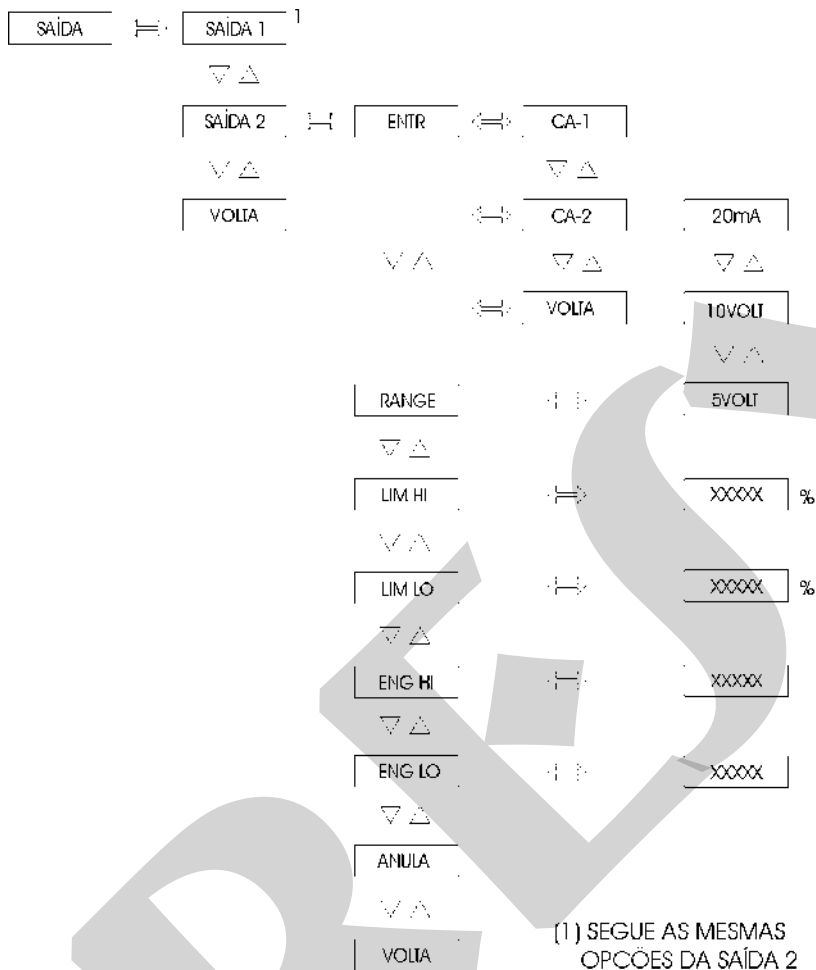 SAÍDA SAÍDA 1 1
SAÍDA 2 ENTR CA-1
VOLTA CA-2 20mA
VOLTA 10VOLT
RANGE 5VOLT
LIM HI XXXXX %
LIM LO XXXXX %
ENG HI XXXXX
ENG LO XXXXX
ANULA
VOLTA
(1) SEGUE AS MESMAS
OPCÖES DA SAÍDA 2